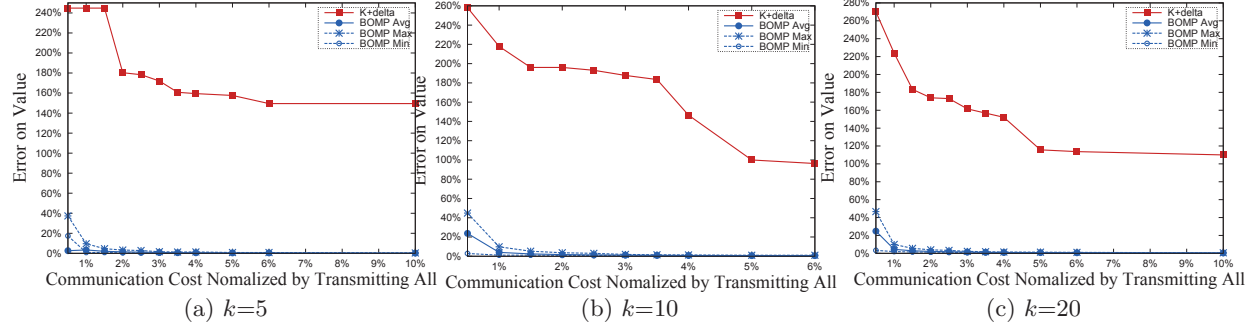 240%
220%
200%
180%
160%
140%
120%
100%
80%
60%
40%
20%
0%
Error on Value
K+delta
BOMP Avg
BOMP Max
BOMP Min
1% 2% 3% 4% 5% 6% 7% 8% 9% 10%
Communication Cost Nomalized by Transmitting All
(a) k=5
260%
240%
220%
200%
180%
160%
140%
120%
100%
80%
60%
40%
20%
0%
Error on Value
K+delta
BOMP Avg
BOMP Max
BOMP Min
1% 2% 3% 4% 5% 6%
Communication Cost Nomalized by Transmitting All
(b) k=10
280%
260%
240%
220%
200%
180%
160%
140%
120%
100%
80%
60%
40%
20%
0%
Error on Value
K+delta
BOMP Avg
BOMP Max
BOMP Min
1% 2% 3% 4% 5% 6% 7% 8% 9% 10%
Communication Cost Nomalized by Transmitting All
(c) k=20